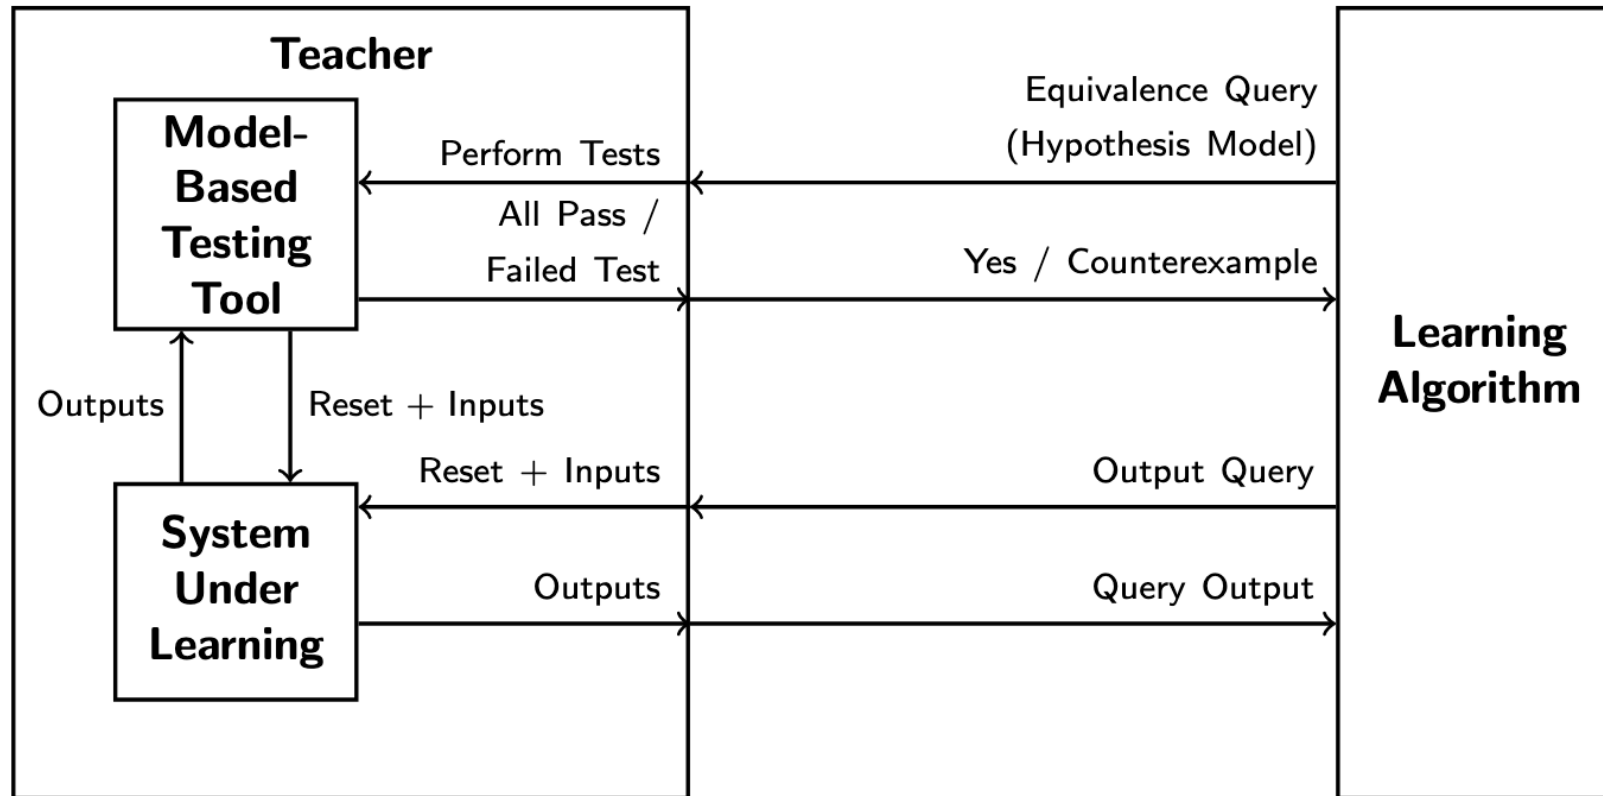 Teacher
Model-
Based
Testing
Tool
Perform Tests
All Pass /
Failed Test
Equivalence Query
(Hypothesis Model)
Yes / Counterexample
Learning
Algorithm
Outputs
Reset + Inputs
Reset + Inputs
Output Query
System
Under
Learning
Outputs
Query Output